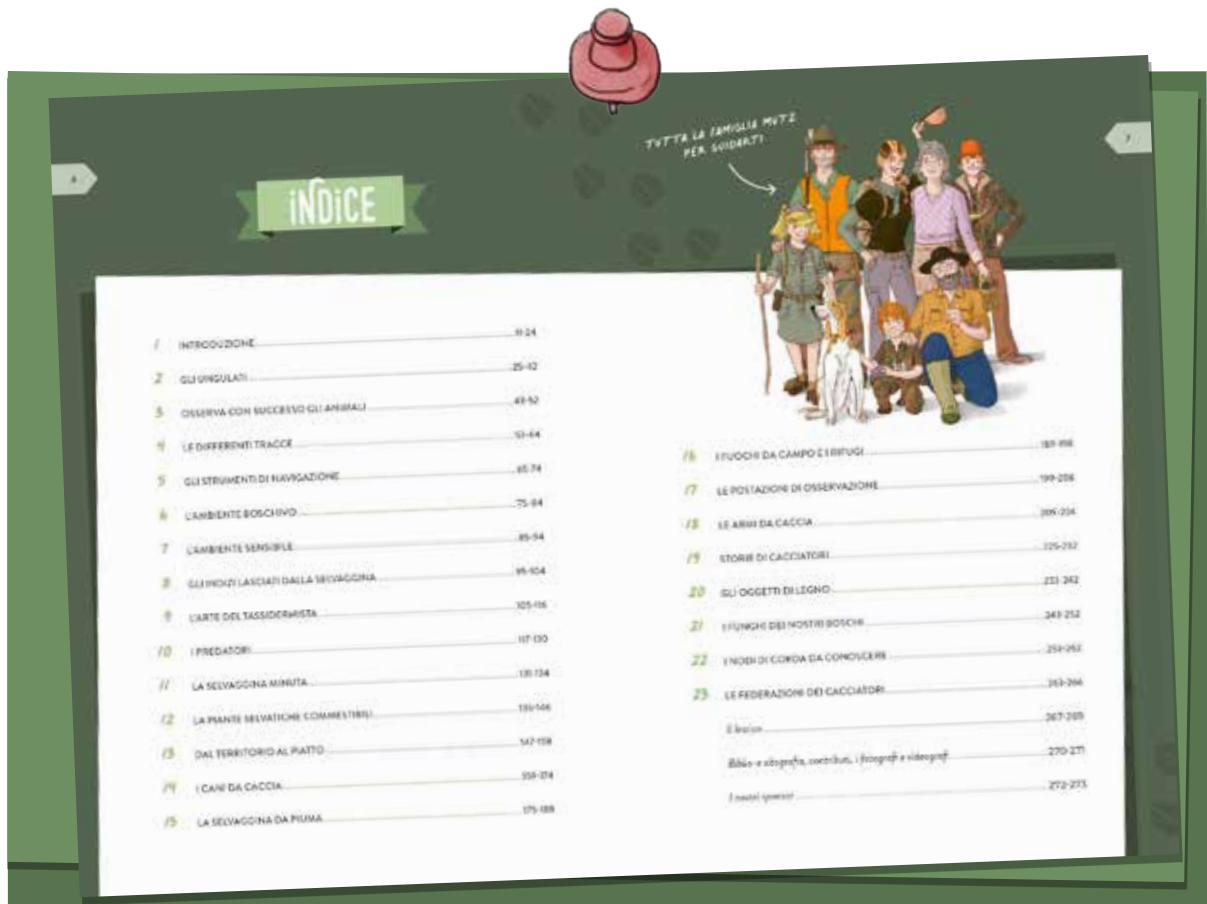 6
7
TUTTA LA FAMIGLIA MUTZ
PER GUIDARTI
INDICE
1 INTRODUZIONE 11-24
2 GLI UNGULATI 25-42
3 OSSERVA CON SUCCESSO GLI ANIMALI 43-52
4 LE DIFFERENTI TRACCE 53-64
5 GLI STRUMENTI DI NAVIGAZIONE 65-74
6 L'AMBIENTE BOSCHIVO 75-84
7 L'AMBIENTE SENSIBILE 85-94
8 GLI INDIZI LASCIATI DALLA SELVAGGINA 95-104
9 L'ARTE DEL TASSIDERMISTA 105-116
10 I PREDATORI 117-130
11 LA SELVAGGINA MINUTA 131-134
12 LA PIANTE SELVATICHE COMMESTIBILI 135-146
13 DAL TERRITORIO AL PIATTO 147-158
14 I CANI DA CACCIA 159-174
15 LA SELVAGGINA DA PIUMA 175-188
16 I FUOCHI DA CAMPO E I RIFUGI 189-198
17 LE POSTAZIONI DI OSSERVAZIONE 199-208
18 LE ARMI DA CACCIA 209-224
19 STORIE DI CACCIATORI 225-232
20 GLI OGGETTI DI LEGNO 233-242
21 I FUNGHI DEI NOSTRI BOSCHI 243-252
22 I NODI DI CORDA DA CONOSCERE 253-262
23 LE FEDERAZIONI DEI CACCIATORI 263-266
Il lessico 267-269
Biblio- e sitografia, contributi, i fotografi e videografi 270-271
I nostri sponsor 272-273